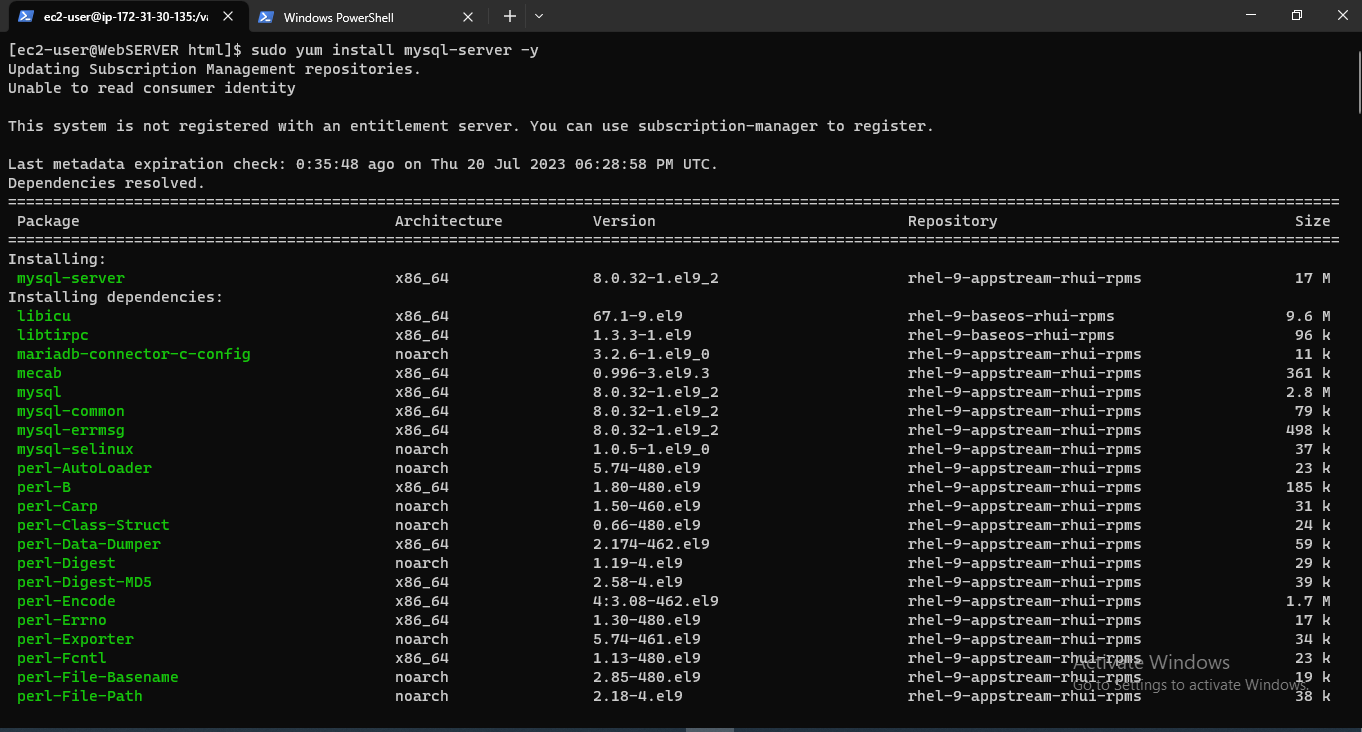 ec2-user@ip-172-31-30-135:/va
Windows PowerShell
[ec2-user@WebSERVER html]$ sudo yum install mysql-server -y
Updating Subscription Management repositories.
Unable to read consumer identity
This system is not registered with an entitlement server. You can use subscription-manager to register.
Last metadata expiration check: 0:35:48 ago on Thu 20 Jul 2023 06:28:58 PM UTC.
Dependencies resolved.
Package Architecture Version Repository Size
Installing:
mysql-server x86_64 8.0.32-1.el9_2 rhel-9-appstream-rhui-rpms 17 M
Installing dependencies:
libicu x86_64 67.1-9.el9 rhel-9-baseos-rhui-rpms 9.6 M
libtirpc x86_64 1.3.3-1.el9 rhel-9-baseos-rhui-rpms 96 k
mariadb-connector-c-config noarch 3.2.6-1.el9_0 rhel-9-appstream-rhui-rpms 11 k
mecab x86_64 0.996-3.el9.3 rhel-9-appstream-rhui-rpms 361 k
mysql x86_64 8.0.32-1.el9_2 rhel-9-appstream-rhui-rpms 2.8 M
mysql-common x86_64 8.0.32-1.el9_2 rhel-9-appstream-rhui-rpms 79 k
mysql-errmsg x86_64 8.0.32-1.el9_2 rhel-9-appstream-rhui-rpms 498 k
mysql-selinux noarch 1.0.5-1.el9_0 rhel-9-appstream-rhui-rpms 37 k
perl-AutoLoader noarch 5.74-480.el9 rhel-9-appstream-rhui-rpms 23 k
perl-B x86_64 1.80-480.el9 rhel-9-appstream-rhui-rpms 185 k
perl-Carp noarch 1.50-460.el9 rhel-9-appstream-rhui-rpms 31 k
perl-Class-Struct noarch 0.66-480.el9 rhel-9-appstream-rhui-rpms 24 k
perl-Data-Dumper x86_64 2.174-462.el9 rhel-9-appstream-rhui-rpms 59 k
perl-Digest noarch 1.19-4.el9 rhel-9-appstream-rhui-rpms 29 k
perl-Digest-MD5 x86_64 2.58-4.el9 rhel-9-appstream-rhui-rpms 39 k
perl-Encode x86_64 4:3.08-462.el9 rhel-9-appstream-rhui-rpms 1.7 M
perl-Errno x86_64 1.30-480.el9 rhel-9-appstream-rhui-rpms 17 k
perl-Exporter noarch 5.74-461.el9 rhel-9-appstream-rhui-rpms 34 k
perl-Fcntl x86_64 1.13-480.el9 rhel-9-appstream-rhui-rpms 23 k
perl-File-Basename noarch 2.85-480.el9 rhel-9-appstream-rhui-rpms 19 k
perl-File-Path noarch 2.18-4.el9 rhel-9-appstream-rhui-rpms 38 k
Activate Windows
Go to Settings to activate Windows.